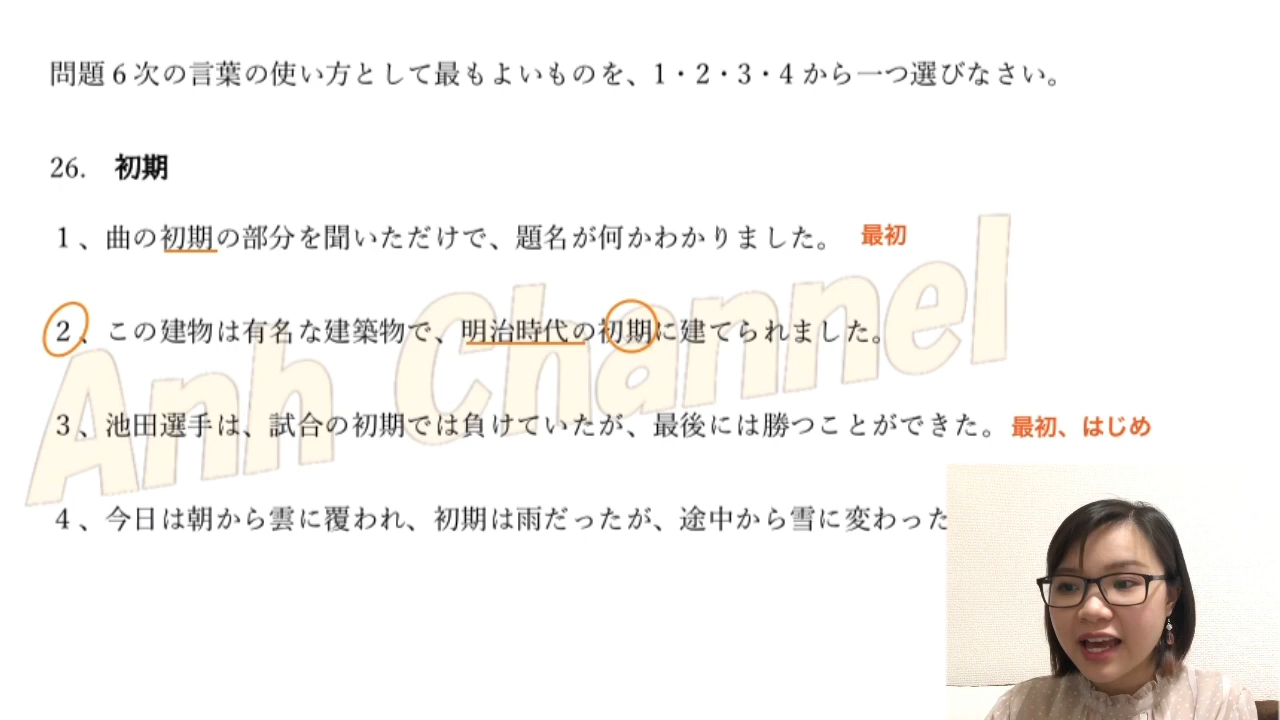 問題6次の言葉の使い方として最もよいものを、1・2・3・4から一つ選びなさい。
26. 初期
1、曲の初期の部分を聞いただけで、題名が何かわかりました。 最初
2、この建物は有名な建築物で、明治時代の初期に建てられました。
3、池田選手は、試合の初期では負けていたが、最後には勝つことができた。 最初、はじめ
4、今日は朝から雲に覆われ、初期は雨だったが、途中から雪に変わった
Anh Channel